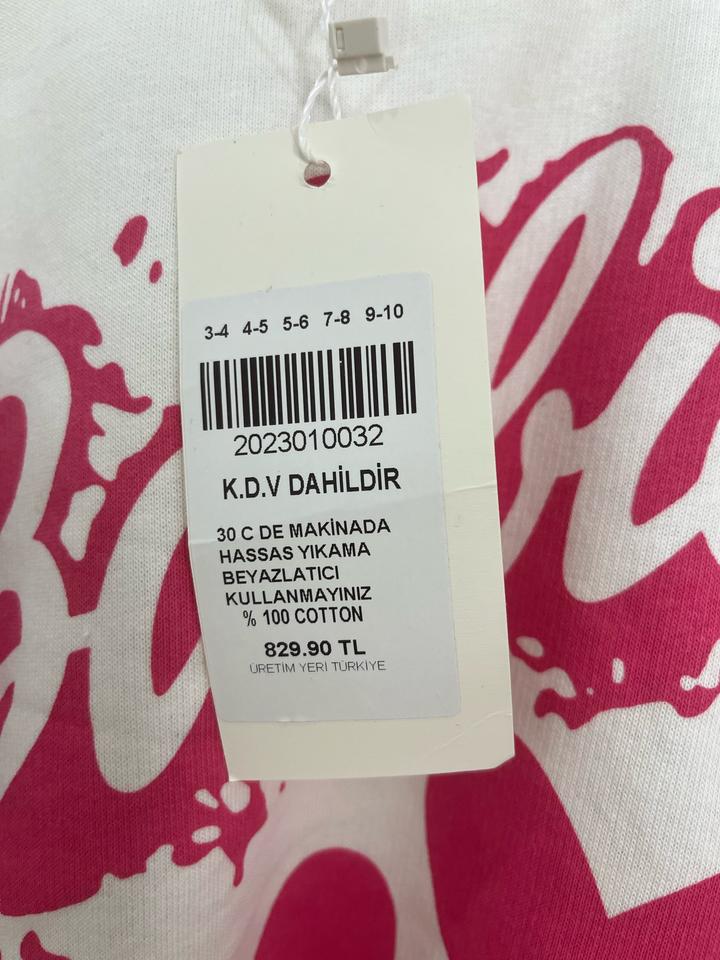 3-4 4-5 5-6 7-8 9-10
2023010032
K.D.V DAHİLDİR
30 C DE MAKİNADA
HASSAS YIKAMA
BEYAZLATICI
KULLANMAYINIZ
% 100 COTTON
829.90 TL
ÜRETİM YERİ TÜRKİYE